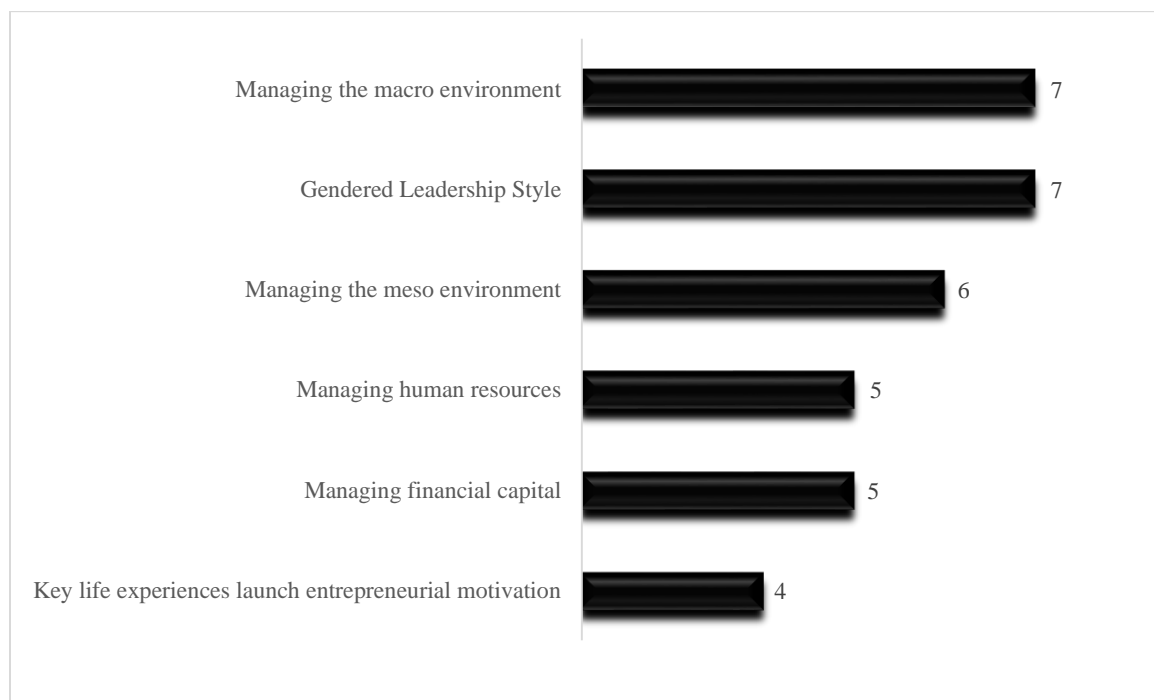 Managing the macro environment 7
Gendered Leadership Style 7
Managing the meso environment 6
Managing human resources 5
Managing financial capital 5
Key life experiences launch entrepreneurial motivation 4